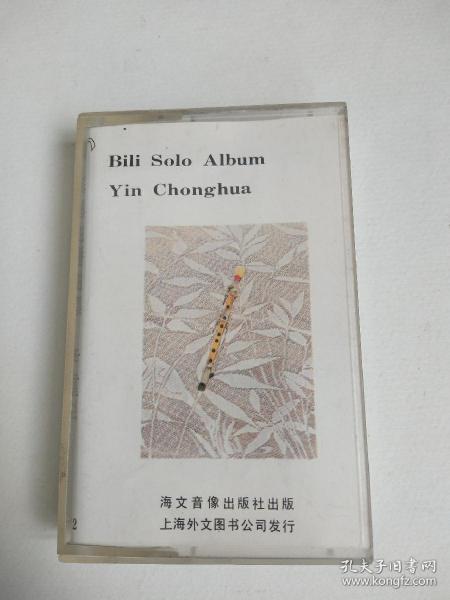 Bili Solo Album
Yin Chonghua
海文音像出版社出版
上海外文图书公司发行
2
孔夫子旧书网
www.kongfz.com